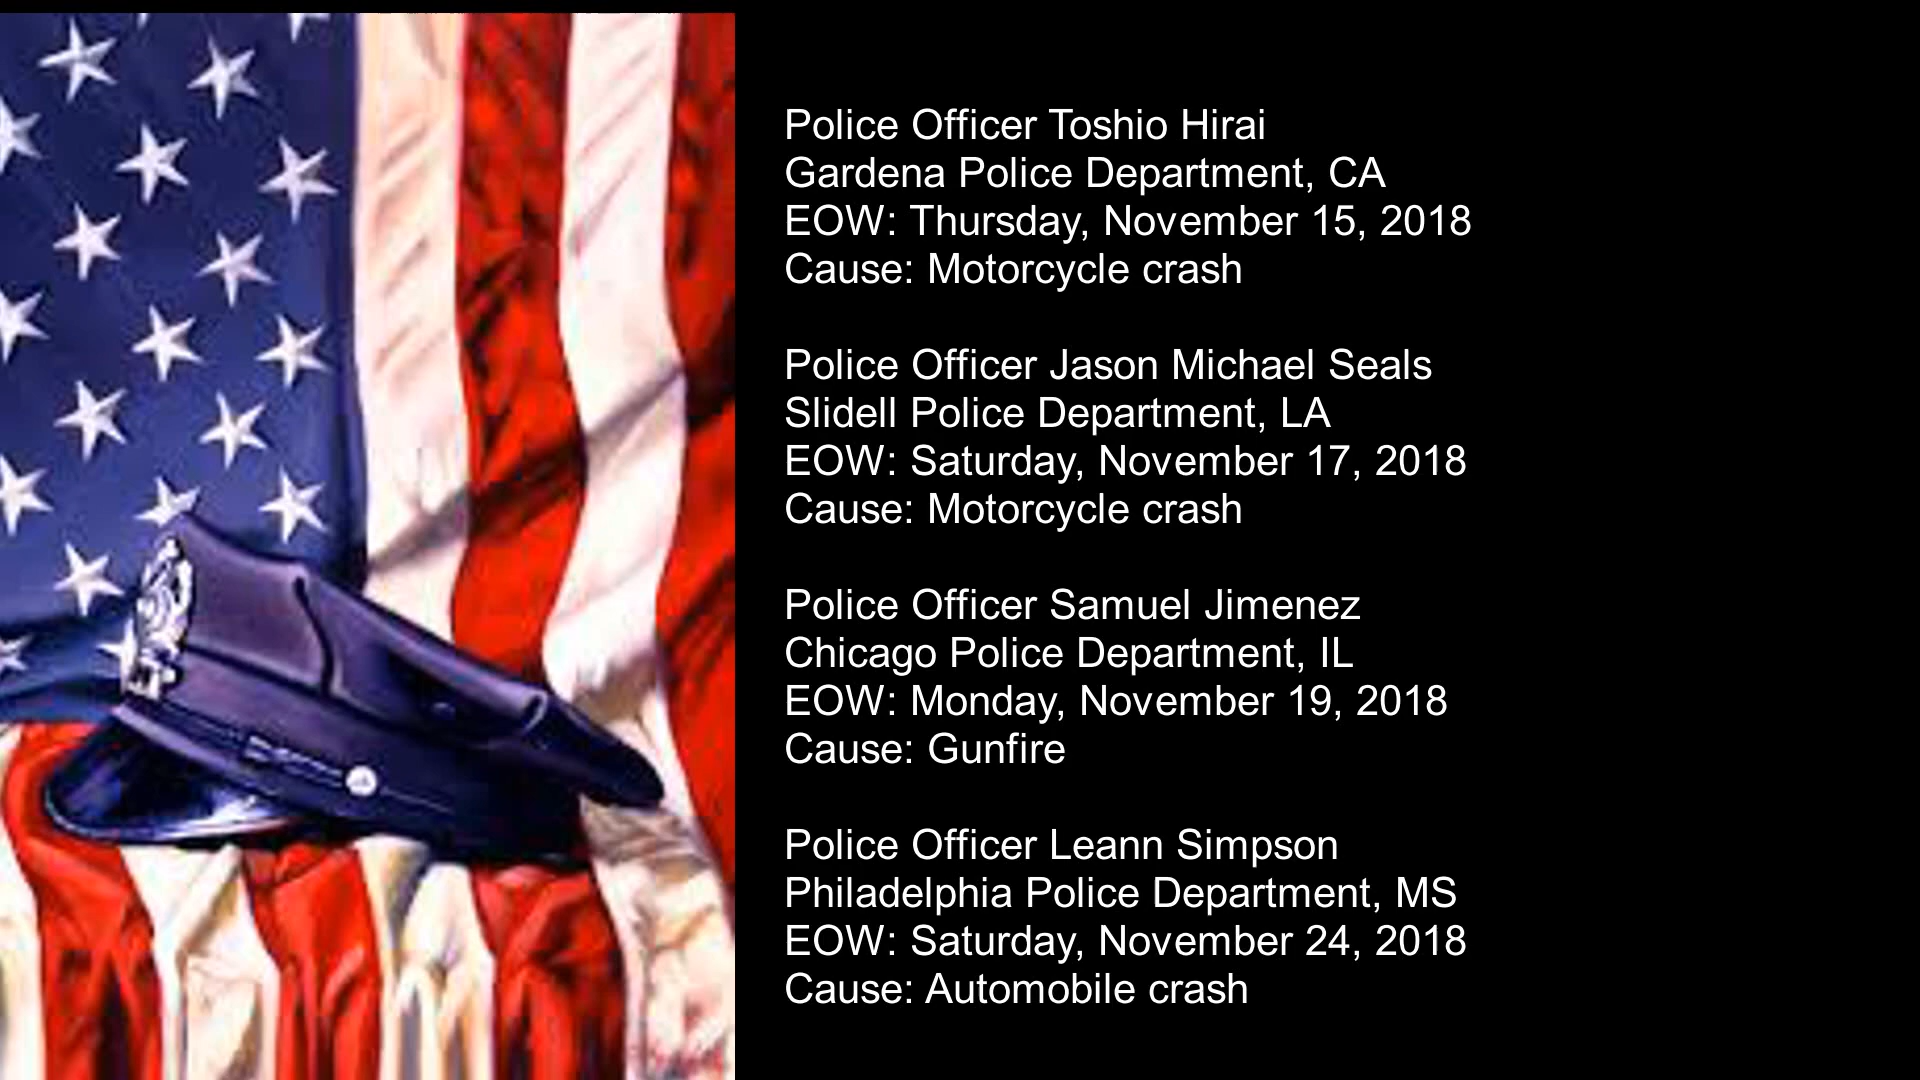 Police Officer Toshio Hirai
Gardena Police Department, CA
EOW: Thursday, November 15, 2018
Cause: Motorcycle crash
Police Officer Jason Michael Seals
Slidell Police Department, LA
EOW: Saturday, November 17, 2018
Cause: Motorcycle crash
Police Officer Samuel Jimenez
Chicago Police Department, IL
EOW: Monday, November 19, 2018
Cause: Gunfire
Police Officer Leann Simpson
Philadelphia Police Department, MS
EOW: Saturday, November 24, 2018
Cause: Automobile crash